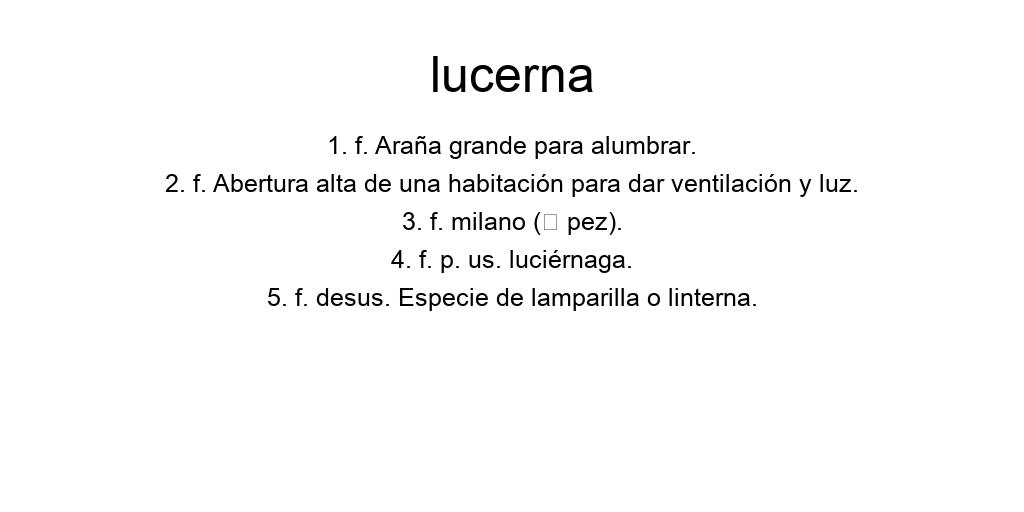 lucerna
1. f. Araña grande para alumbrar.
2. f. Abertura alta de una habitación para dar ventilación y luz.
3. f. milano (□ pez).
4. f. p. us. luciérnaga.
5. f. desus. Especie de lamparilla o linterna.